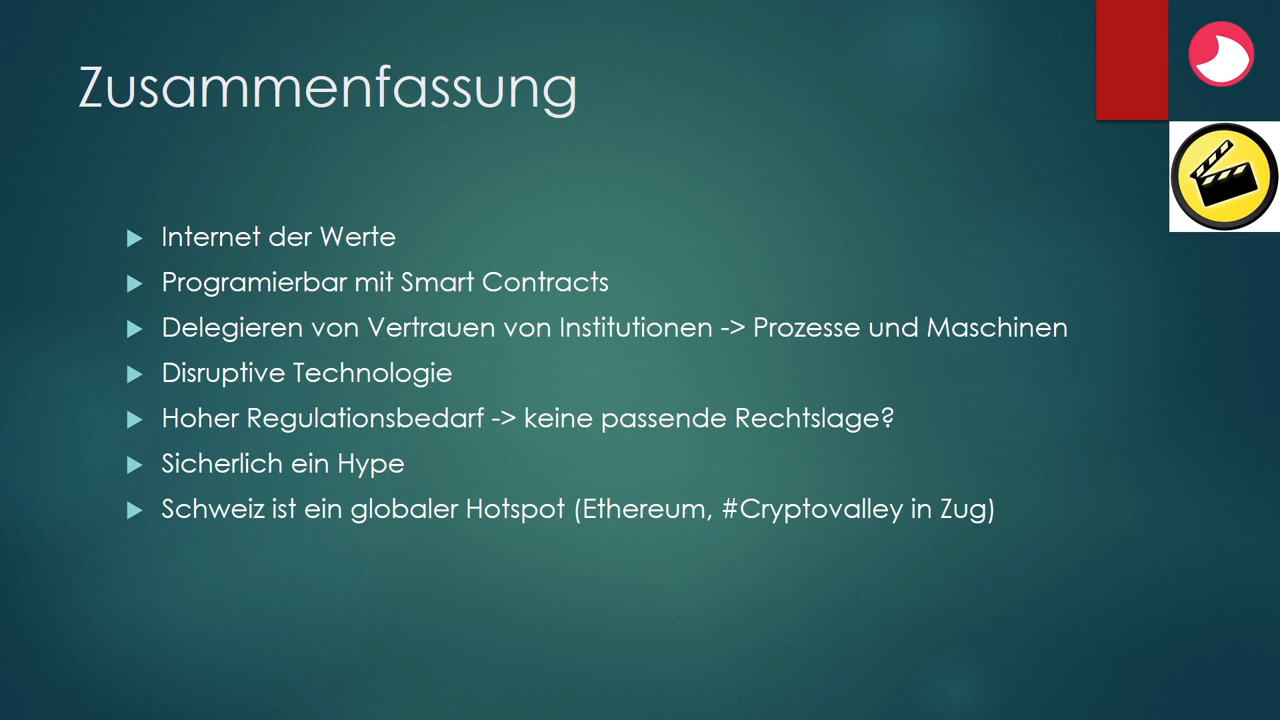 Zusammenfassung
Internet der Werte
Programierbar mit Smart Contracts
Delegieren von Vertrauen von Institutionen -> Prozesse und Maschinen
Disruptive Technologie
Hoher Regulationsbedarf -> keine passende Rechtslage?
Sicherlich ein Hype
Schweiz ist ein globaler Hotspot (Ethereum, #Cryptovalley in Zug)